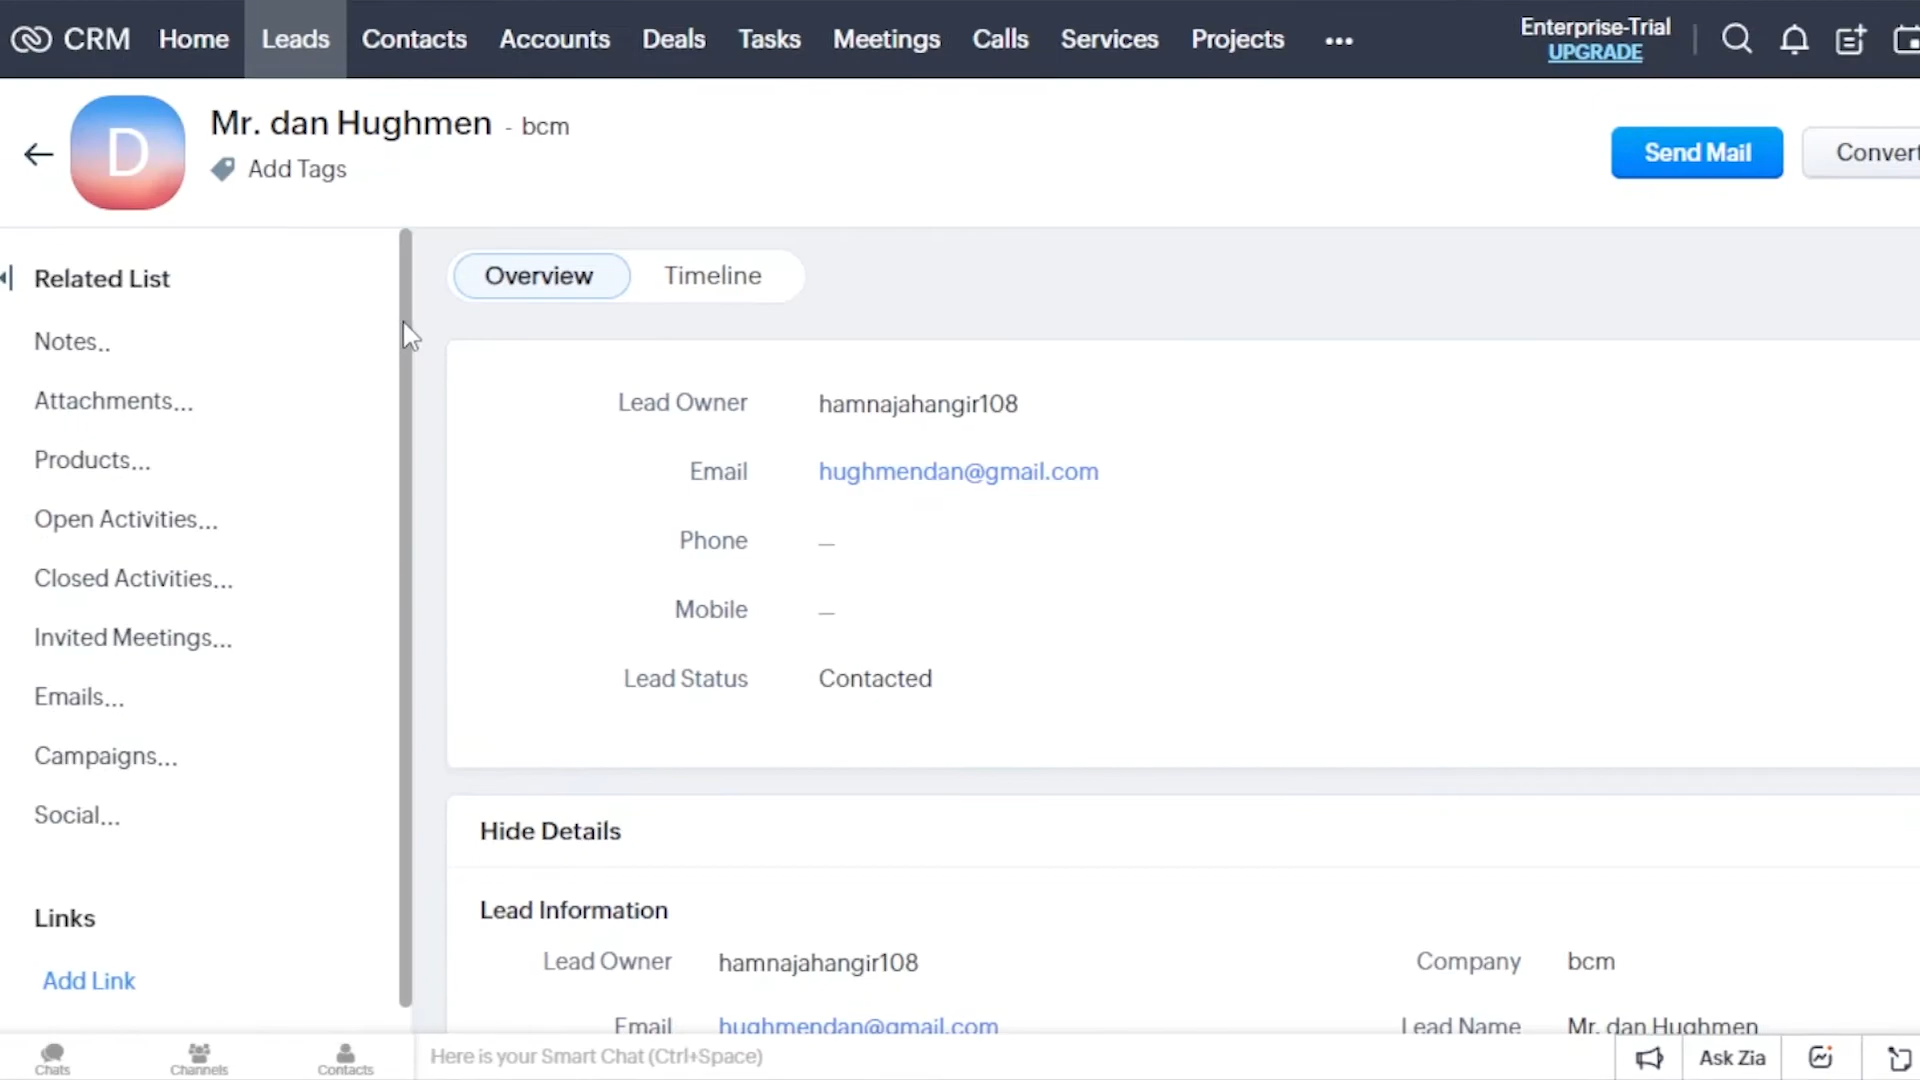 CRM Home Leads Contacts Accounts Deals Tasks Meetings Calls Services Projects ••• Enterprise-Trial
UPGRADE
D
Mr. dan Hughmen - bcm
Add Tags
Send Mail
Convert
Related List
Notes..
Attachments...
Products...
Open Activities...
Closed Activities...
Invited Meetings...
Emails...
Campaigns...
Social...
Links
Add Link
Overview Timeline
Lead Owner hamnajahangir108
Email hughmendan@gmail.com
Phone —
Mobile —
Lead Status Contacted
Hide Details
Lead Information
Lead Owner hamnajahangir108 Company bcm
Email hughmendan@gmail.com Lead Name Mr. dan Hughmen
Chats Channels Contacts Here is your Smart Chat (Ctrl+Space) Ask Zia